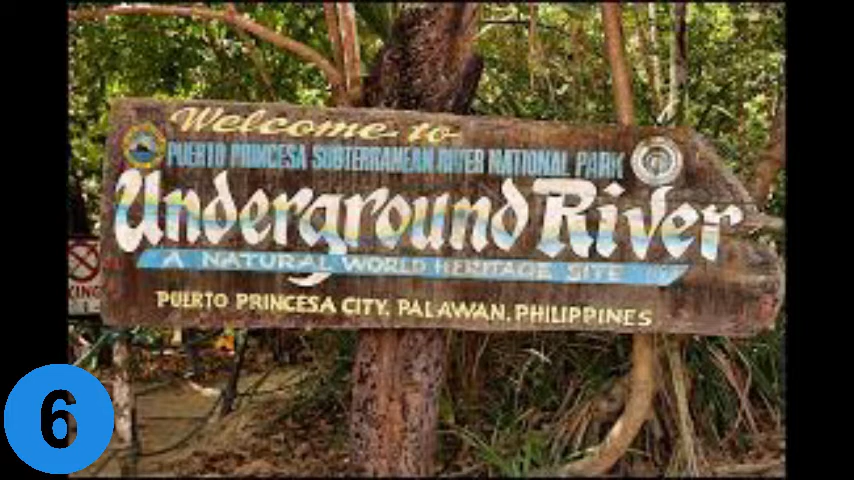 Welcome to
PUERTO PRINCESA SUBTERRANEAN RIVER NATIONAL PARK
Underground River
A NATURAL WORLD HERITAGE SITE
PUERTO PRINCESA CITY, PALAWAN, PHILIPPINES
6